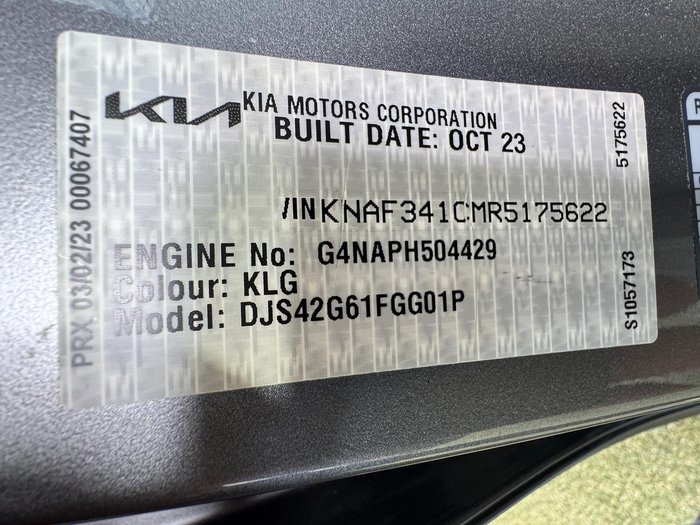 KIA KIA MOTORS CORPORATION
BUILT DATE: OCT 23
VIN KNAF341CMR5175622
ENGINE No: G4NAPH504429
Colour: KLG
Model: DJS42G61FGG01P
PRX 03/02/23 00067407
5175622
S1057173